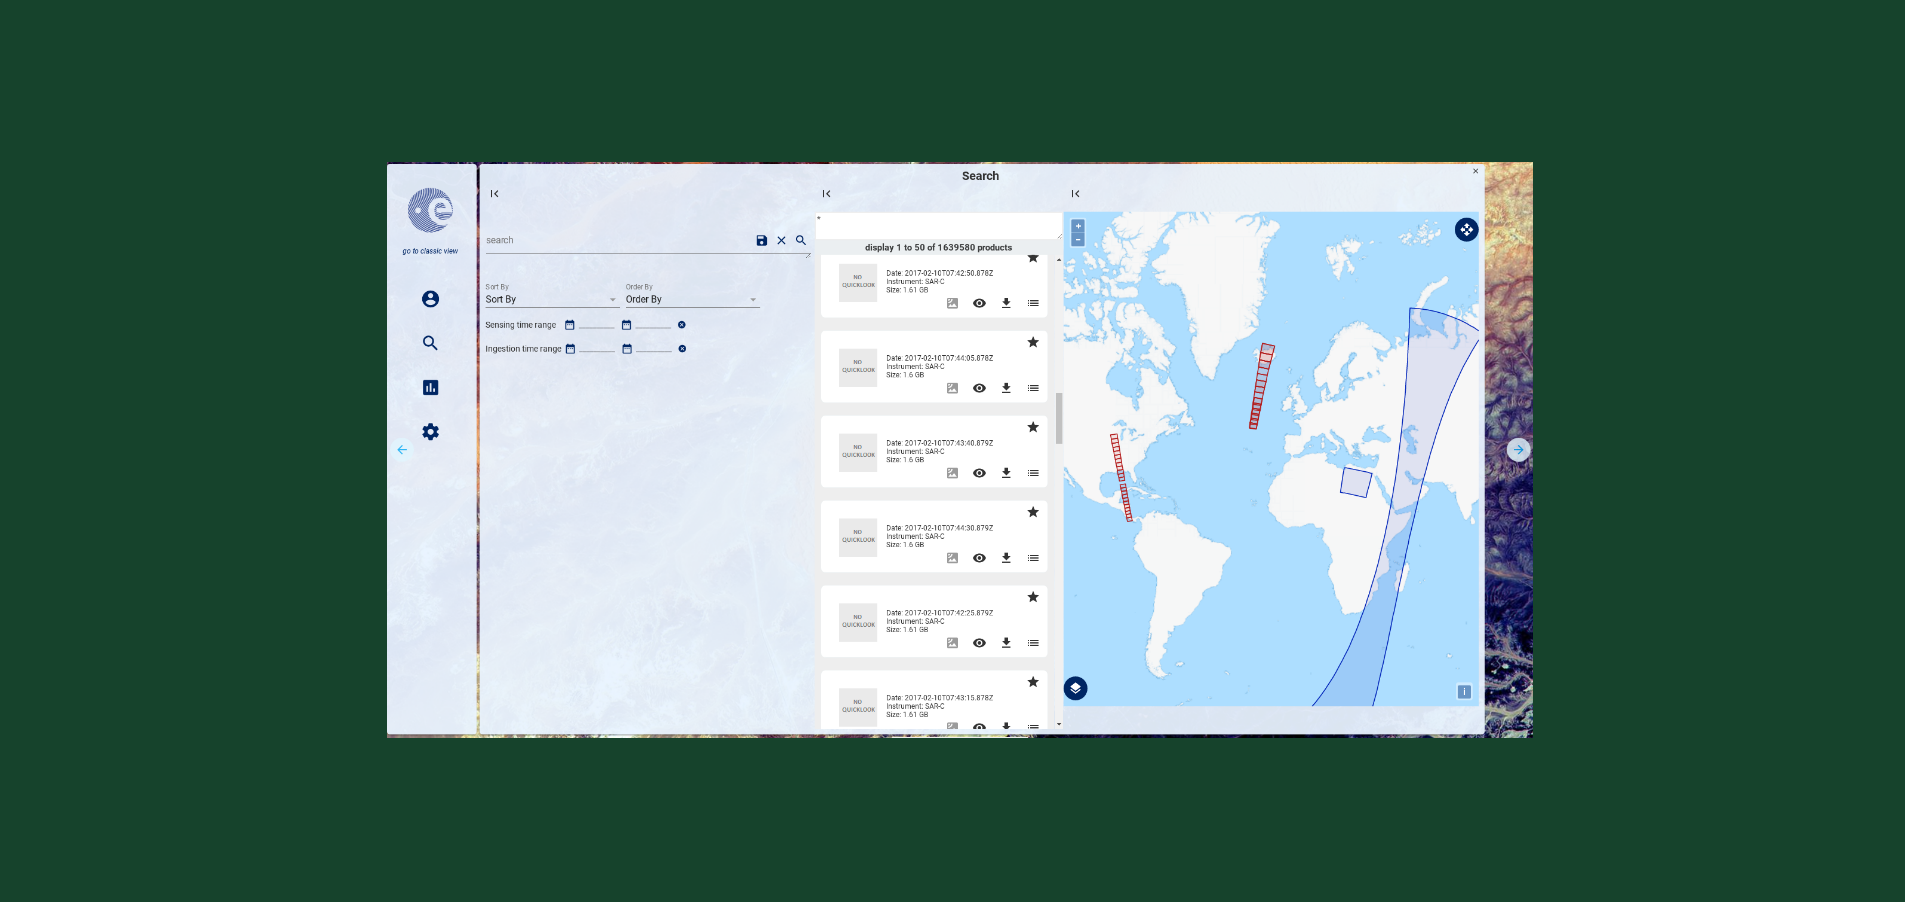 Search
go to classic view
search
Sort By
Order By
Sort By
Order By
Sensing time range
Ingestion time range
*
display 1 to 50 of 1639580 products
NO QUICKLOOK
Date: 2017-02-10T07:42:50.878Z
Instrument: SAR-C
Size: 1.61 GB
NO QUICKLOOK
Date: 2017-02-10T07:44:05.878Z
Instrument: SAR-C
Size: 1.6 GB
NO QUICKLOOK
Date: 2017-02-10T07:43:40.879Z
Instrument: SAR-C
Size: 1.6 GB
NO QUICKLOOK
Date: 2017-02-10T07:44:30.879Z
Instrument: SAR-C
Size: 1.6 GB
NO QUICKLOOK
Date: 2017-02-10T07:42:25.879Z
Instrument: SAR-C
Size: 1.61 GB
NO QUICKLOOK
Date: 2017-02-10T07:43:15.878Z
Instrument: SAR-C
Size: 1.61 GB
+
-
i